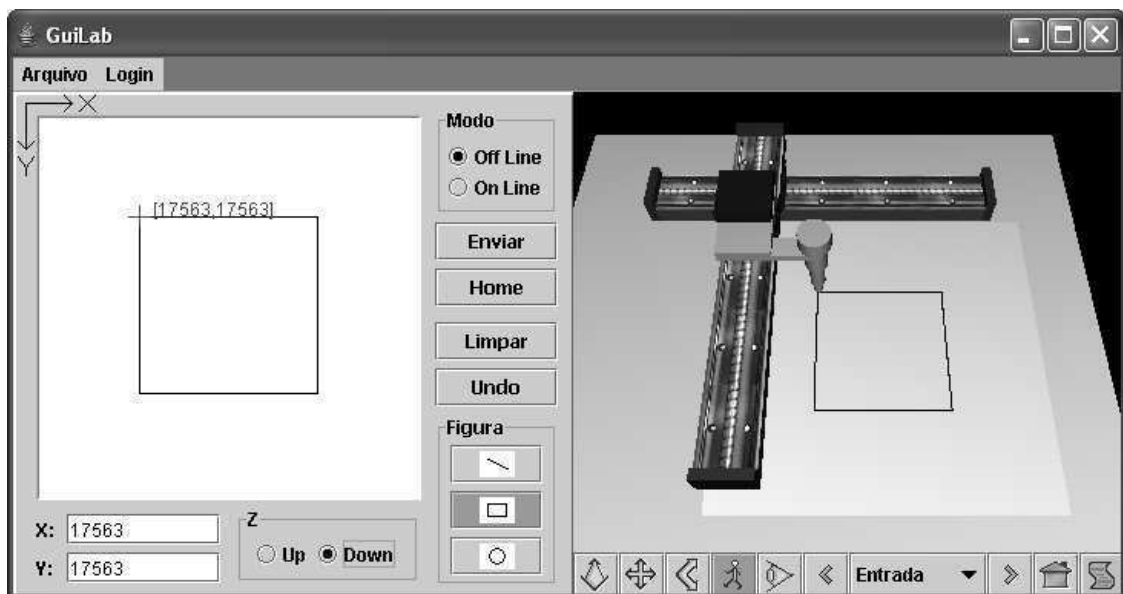 GuiLab
Arquivo Login
X
Y
[17563,17563]
Modo
Off Line
On Line
Enviar
Home
Limpar
Undo
Figura
X: 17563
Y: 17563
Z
Up Down
Entrada